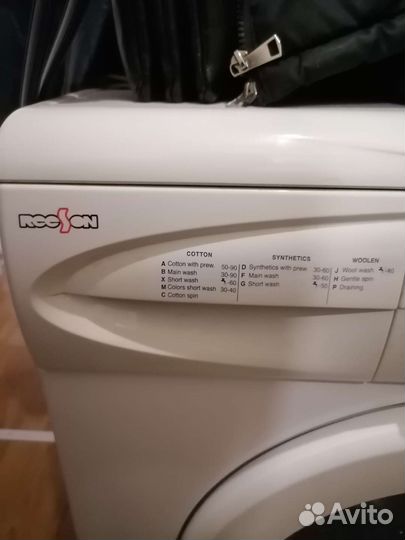 REESON
COTTON
A Cotton with prew. 50-90
B Main wash 30-90
X Short wash -60
M Colors short wash 30-40
C Cotton spin
SYNTHETICS
D Synthetics with prew. 30-60
F Main wash 30-60
G Short wash -30
WOOLEN
J Wool wash -40
H Gentle spin
P Draining
Avito